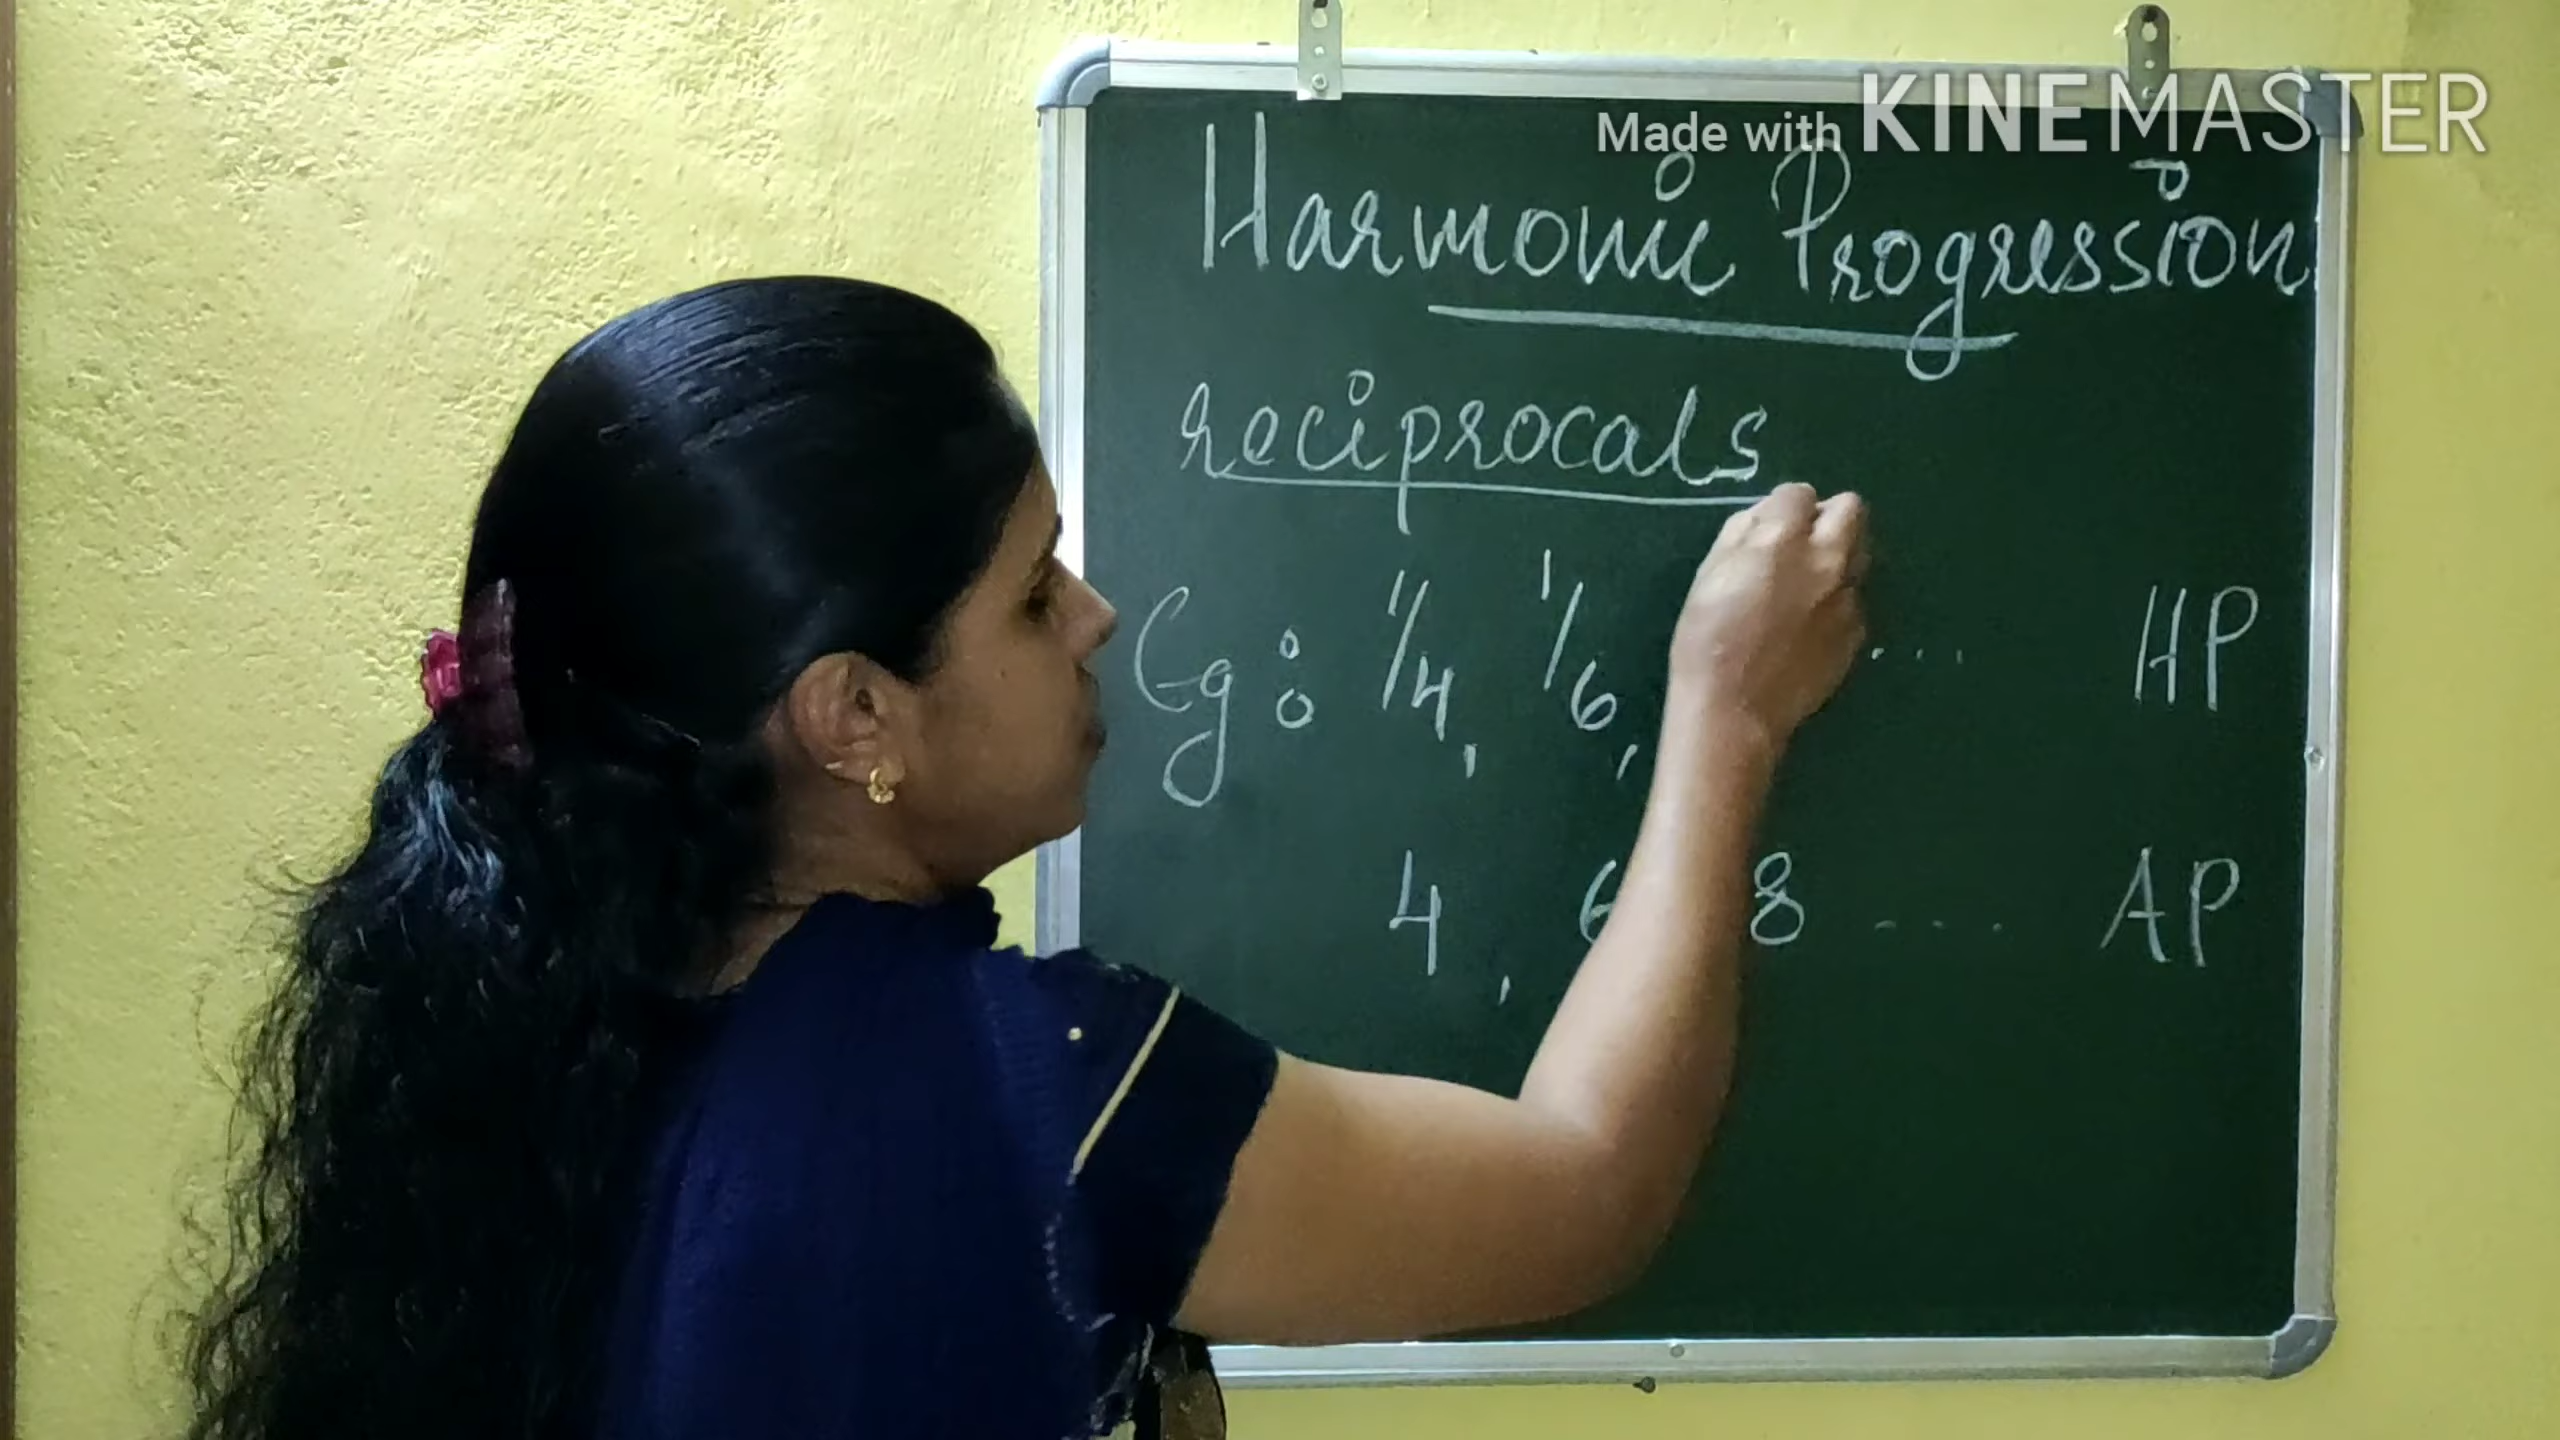 Made with KINEMASTER
Harmonic Progression
reciprocals
Eg: 1/4, 1/6, ... HP
4, 6 8 ... AP